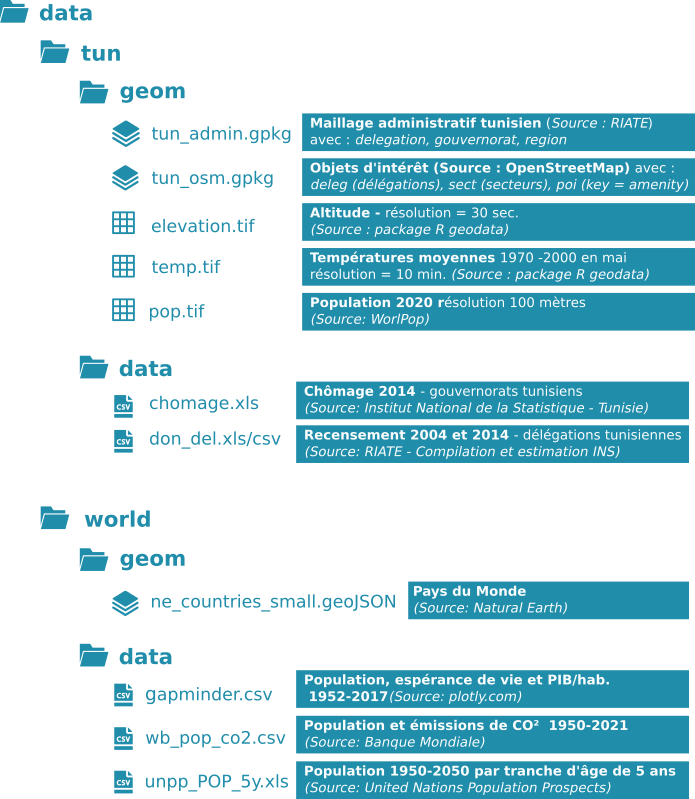 data
tun
geom
tun_admin.gpkg
Maillage administratif tunisien (Source : RIATE)
avec : delegation, gouvernorat, region
tun_osm.gpkg
Objets d'intérêt (Source : OpenStreetMap) avec :
deleg (délégations), sect (secteurs), poi (key = amenity)
elevation.tif
Altitude - résolution = 30 sec.
(Source : package R geodata)
temp.tif
Températures moyennes 1970 -2000 en mai
résolution = 10 min. (Source : package R geodata)
pop.tif
Population 2020 résolution 100 mètres
(Source: WorlPop)
data
CSV
chomage.xls
Chômage 2014 - gouvernorats tunisiens
(Source: Institut National de la Statistique - Tunisie)
CSV
don_del.xls/csv
Recensement 2004 et 2014 - délégations tunisiennes
(Source: RIATE - Compilation et estimation INS)
world
geom
ne_countries_small.geoJSON
Pays du Monde
(Source: Natural Earth)
data
CSV
gapminder.csv
Population, espérance de vie et PIB/hab.
1952-2017(Source: plotly.com)
CSV
wb_pop_co2.csv
Population et émissions de CO² 1950-2021
(Source: Banque Mondiale)
CSV
unpp_POP_5y.xls
Population 1950-2050 par tranche d'âge de 5 ans
(Source: United Nations Population Prospects)